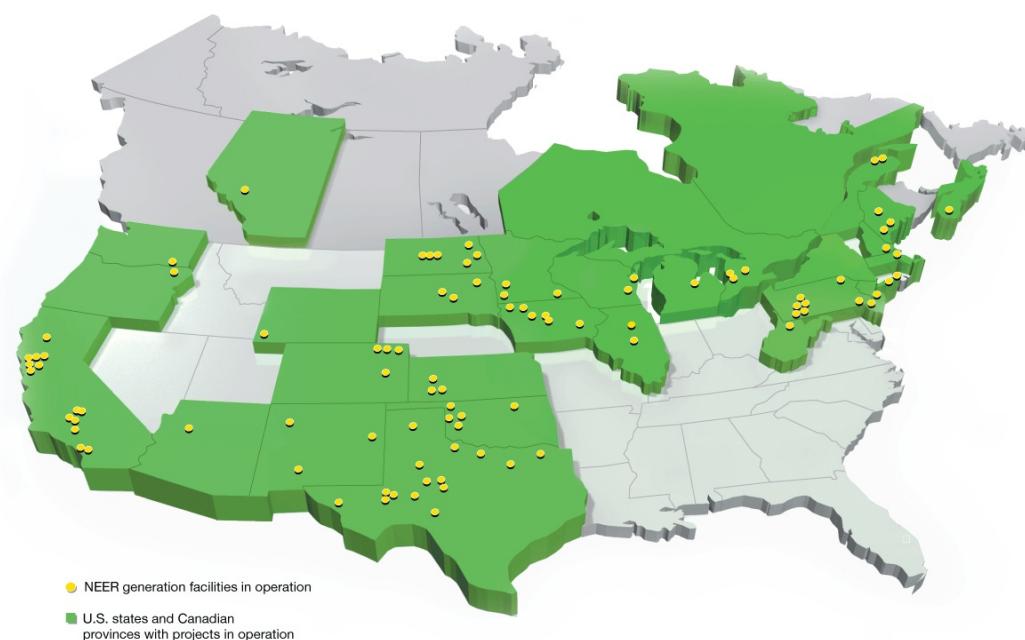 NEER generation facilities in operation
U.S. states and Canadian
provinces with projects in operation